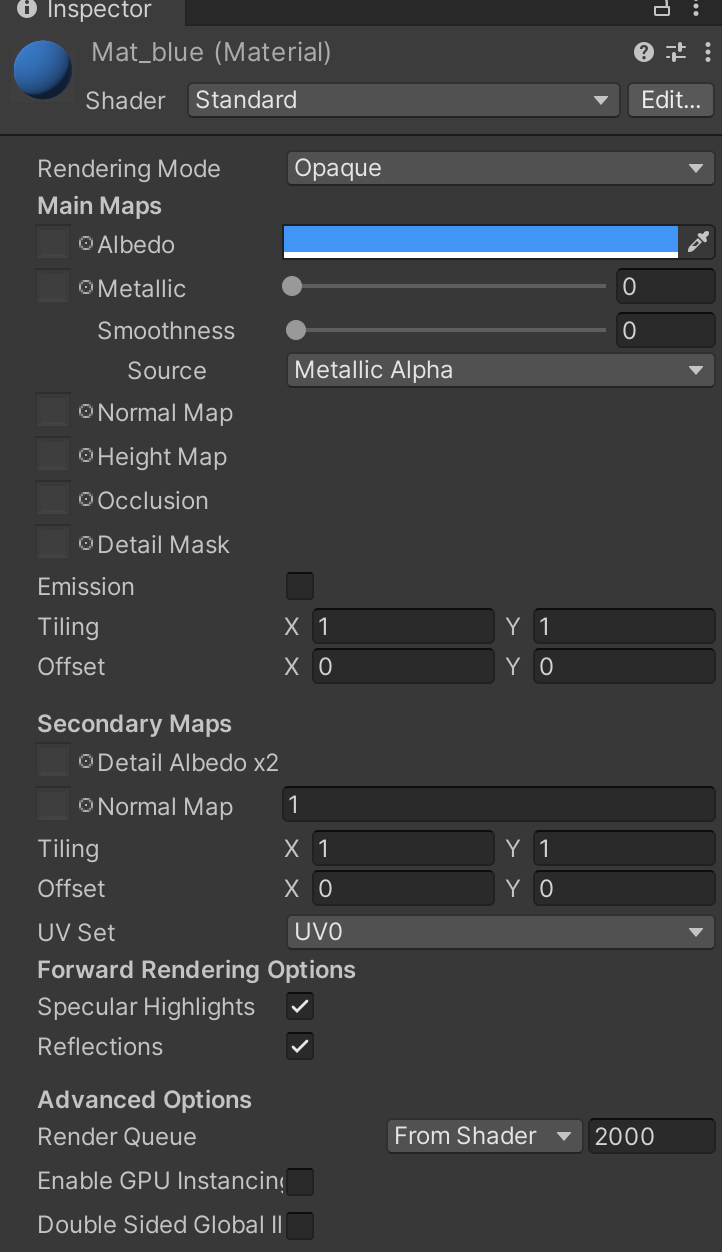 Inspector
Mat_blue (Material)
Shader Standard Edit...
Rendering Mode Opaque
Main Maps
Albedo
Metallic 0
Smoothness 0
Source Metallic Alpha
Normal Map
Height Map
Occlusion
Detail Mask
Emission
Tiling X 1 Y 1
Offset X 0 Y 0
Secondary Maps
Detail Albedo x2
Normal Map 1
Tiling X 1 Y 1
Offset X 0 Y 0
UV Set UV0
Forward Rendering Options
Specular Highlights
Reflections
Advanced Options
Render Queue From Shader 2000
Enable GPU Instancing
Double Sided Global Il